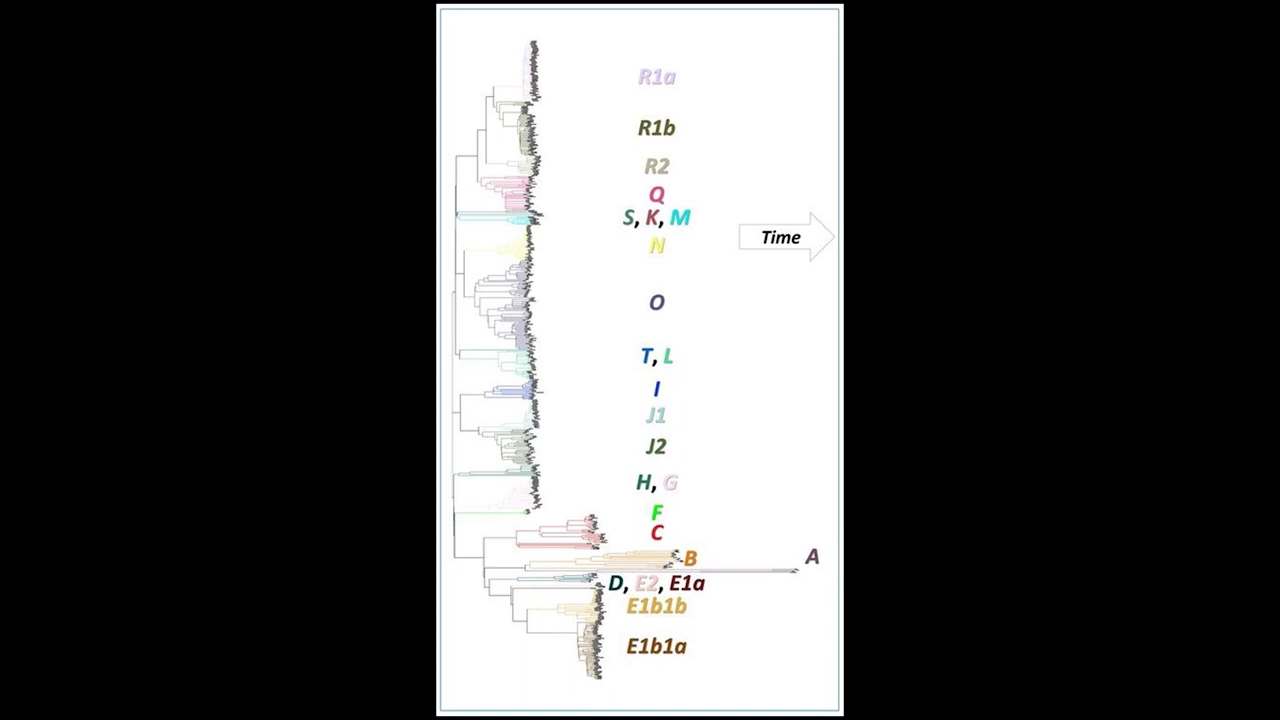 R1a
R1b
R2
Q
S, K, M
Time
N
O
T, L
I
J1
J2
H, G
F
C
B
A
D, E2, E1a
E1b1b
E1b1a